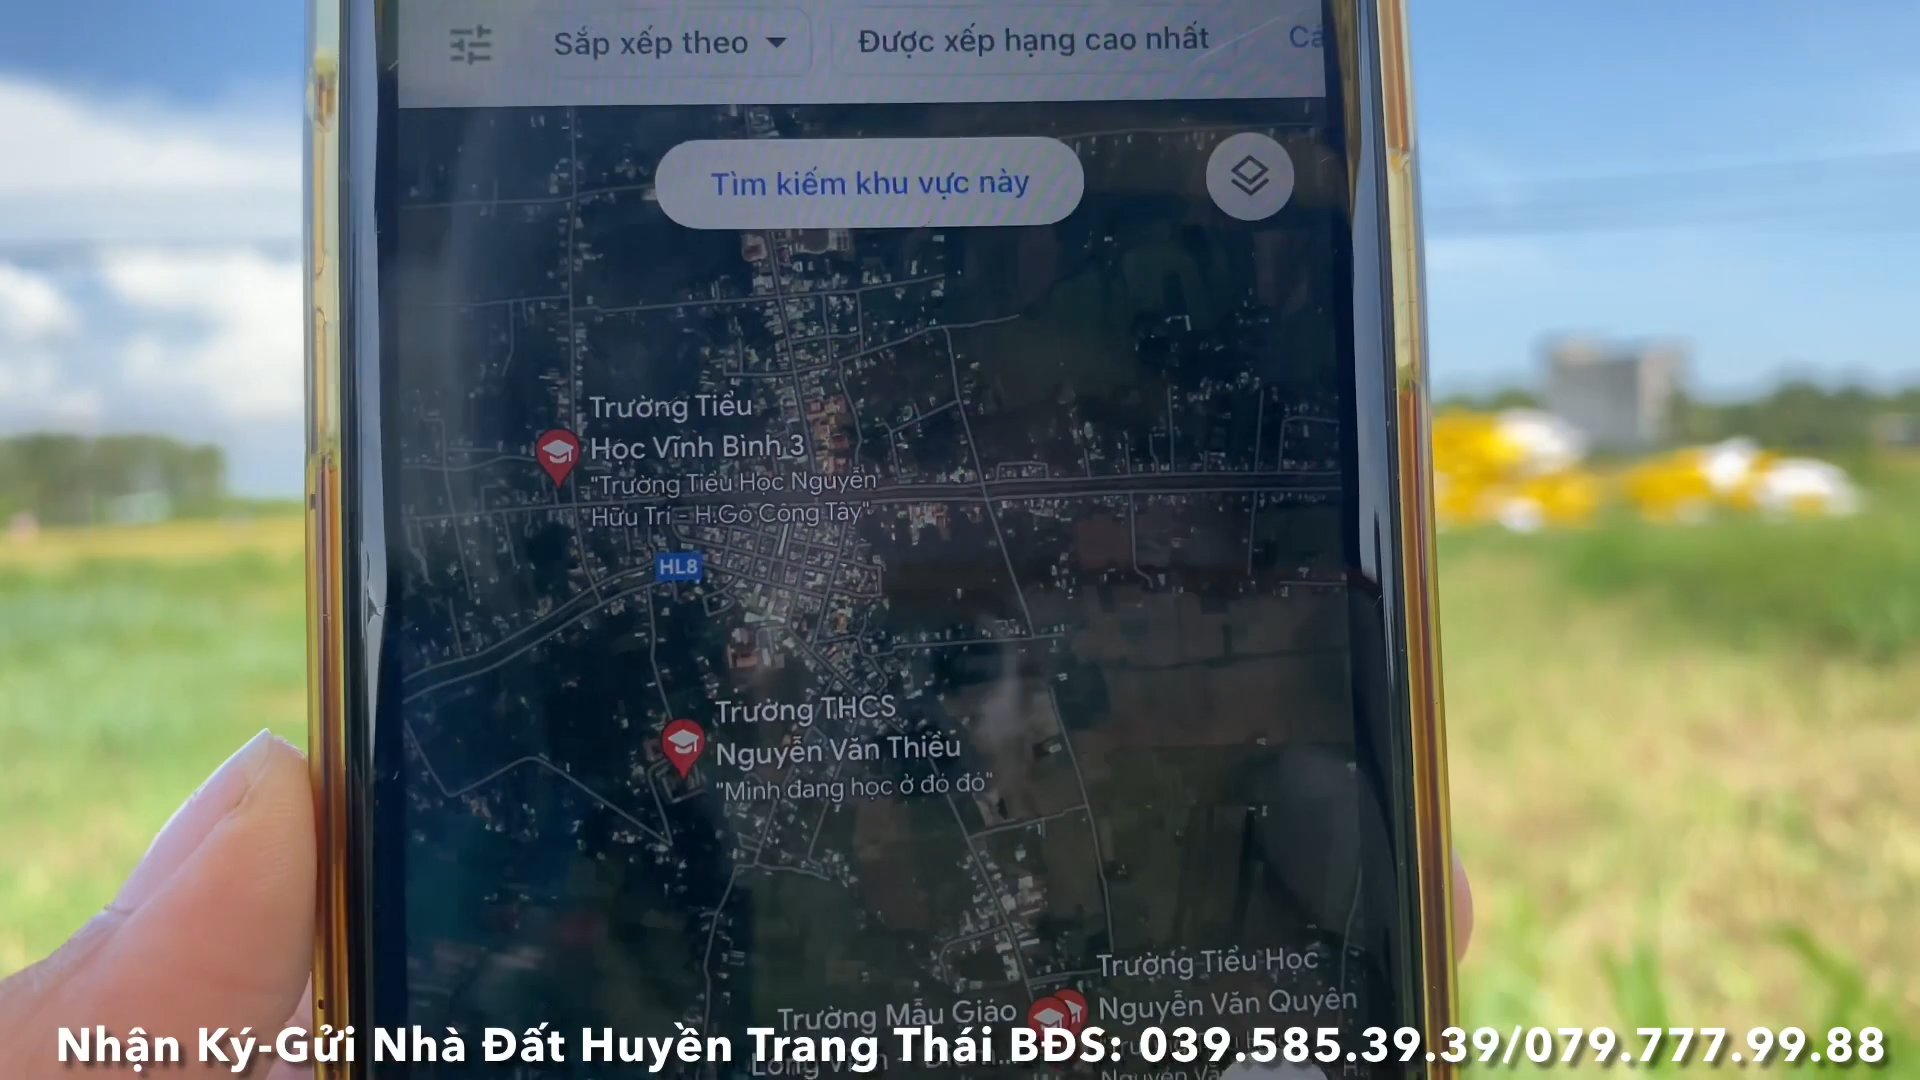 Sắp xếp theo
Được xếp hạng cao nhất
Tìm kiếm khu vực này
Trường Tiểu
Học Vĩnh Bình 3
"Trường Tiểu Học Nguyễn
Hữu Trí - H.Gò Công Tây"
HL8
Trường THCS
Nguyễn Văn Thiều
"Mình đang học ở đó đó"
Trường Tiểu Học
Nguyễn Văn Quyên
Trường Mẫu Giáo
Nhận Ký-Gửi Nhà Đất Huyền Trang Thái BĐS: 039.585.39.39/079.777.99.88